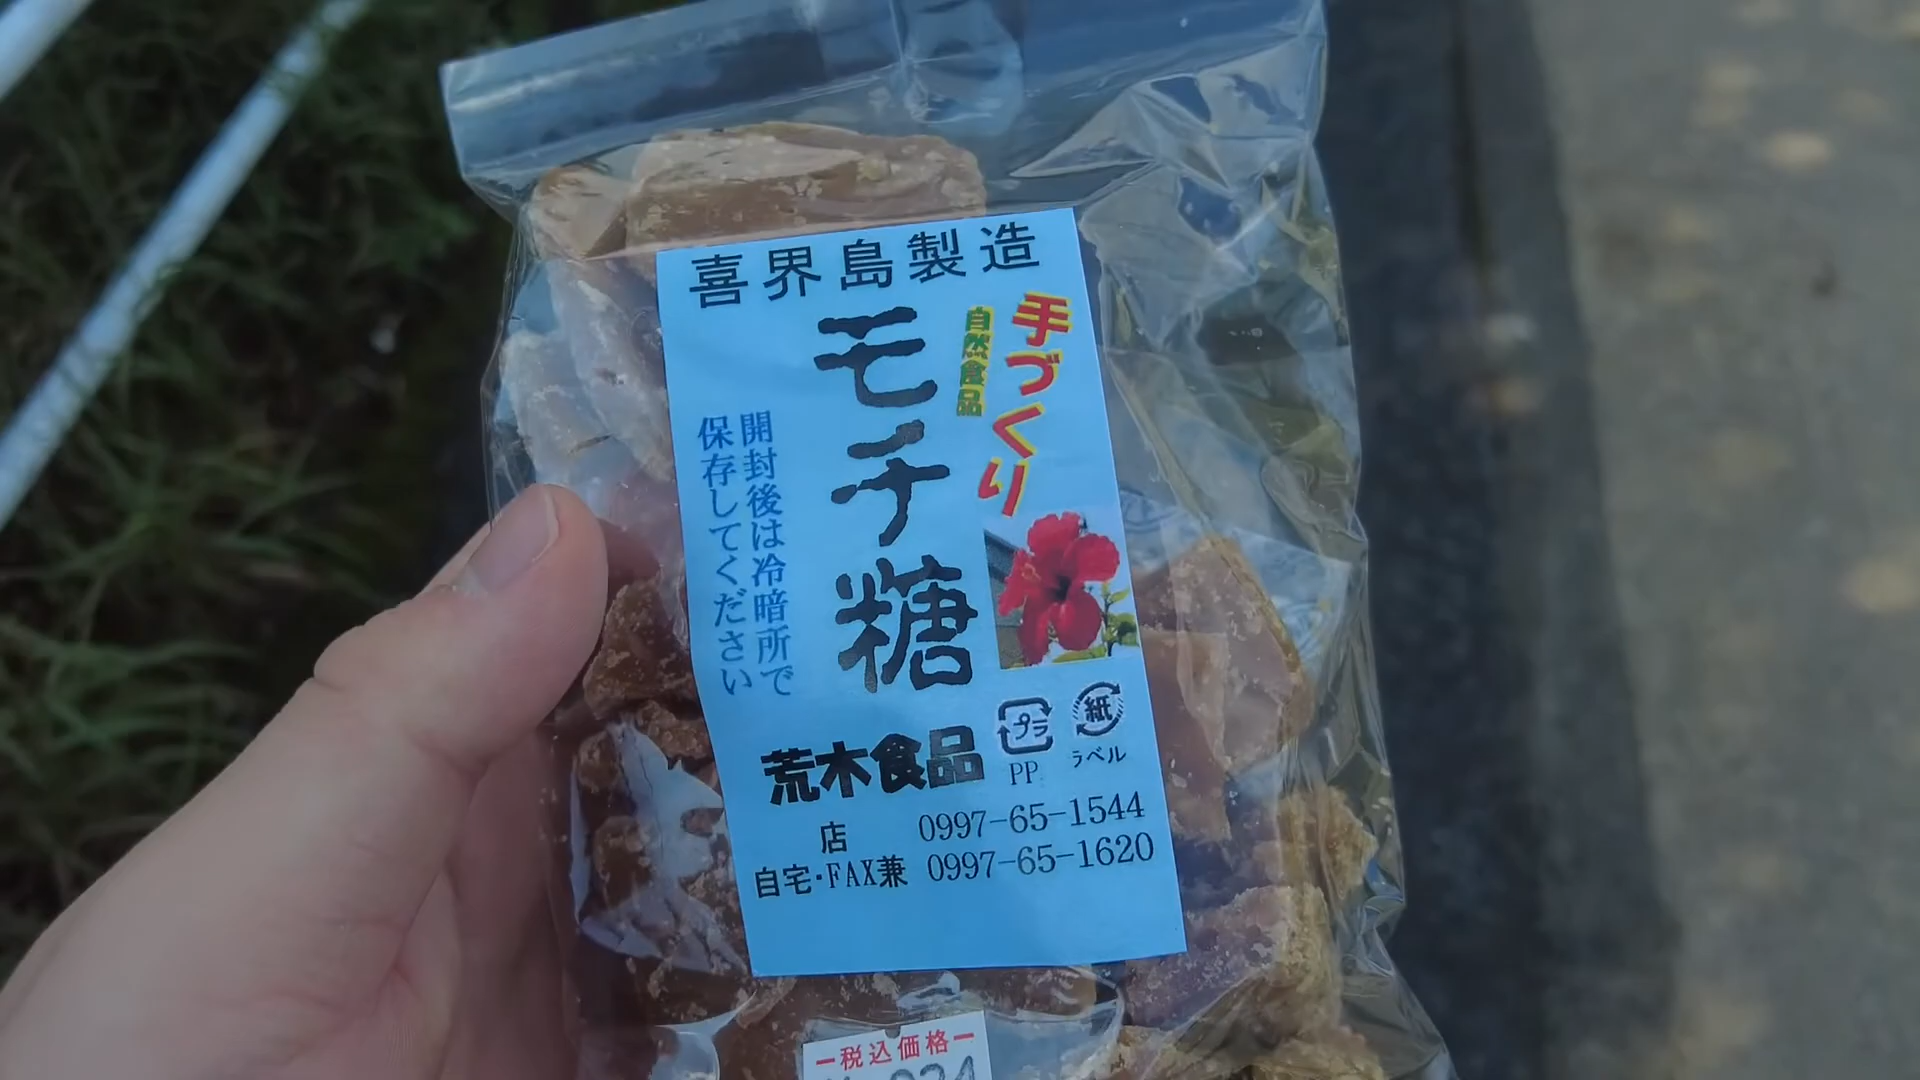 喜界島製造
手づくり
自然食品
モチ糖
開封後は冷暗所で
保存してください
プラ
PP
紙
ラベル
荒木食品
店 0997-65-1544
自宅・FAX兼 0997-65-1620
税込価格